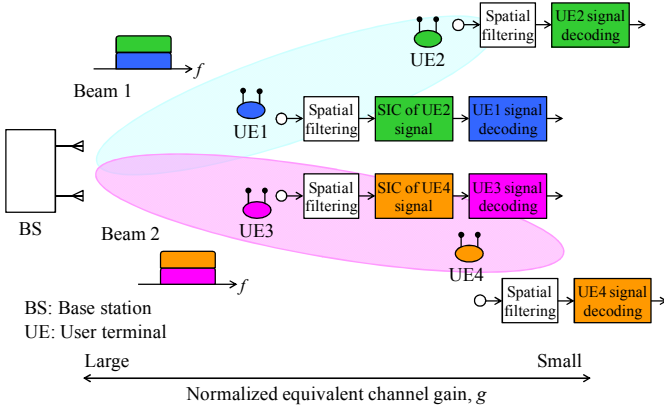 Spatial
filtering
UE2 signal
decoding
UE2
f
Beam 1
UE1
Spatial
filtering
SIC of UE2
signal
UE1 signal
decoding
BS
UE3
Spatial
filtering
SIC of UE4
signal
UE3 signal
decoding
Beam 2
f
UE4
Spatial
filtering
UE4 signal
decoding
BS: Base station
UE: User terminal
Large
Small
Normalized equivalent channel gain, g